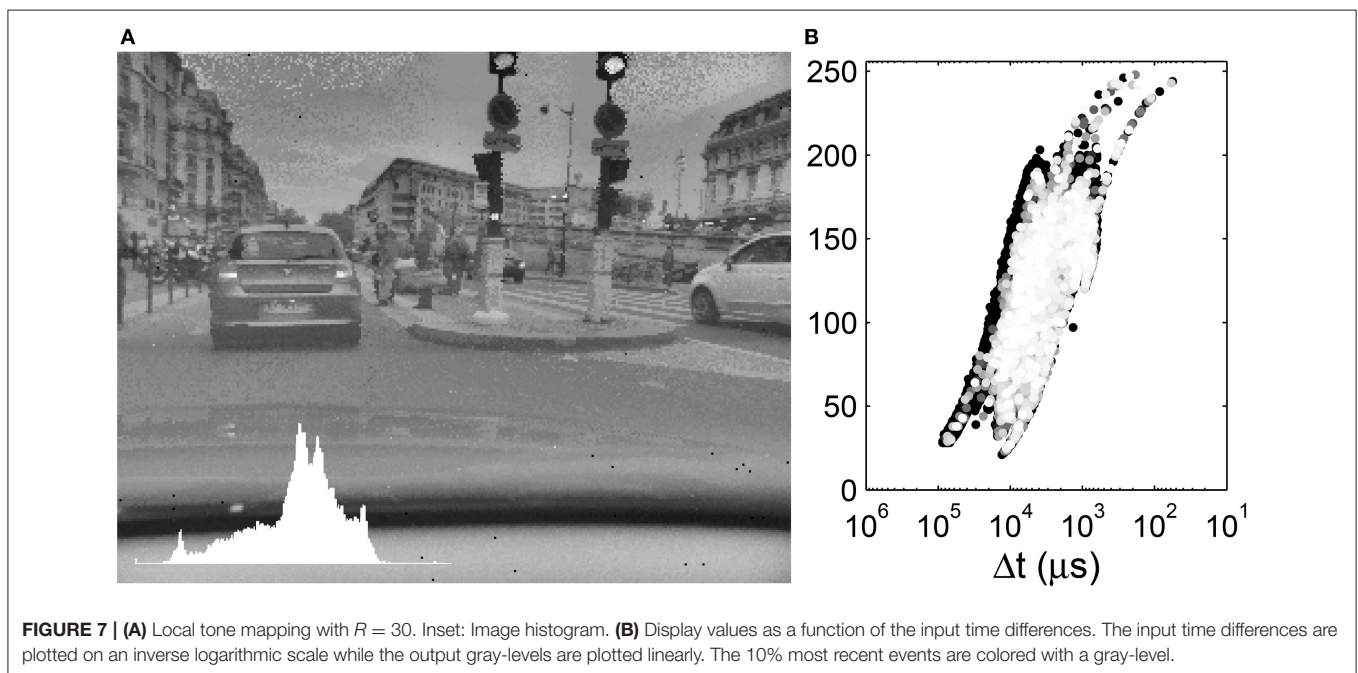 A
B
250
200
150
100
50
0
10^6 10^5 10^4 10^3 10^2 10^1
Δt (μs)
FIGURE 7 | (A) Local tone mapping with R = 30. Inset: Image histogram. (B) Display values as a function of the input time differences. The input time differences are
plotted on an inverse logarithmic scale while the output gray-levels are plotted linearly. The 10% most recent events are colored with a gray-level.